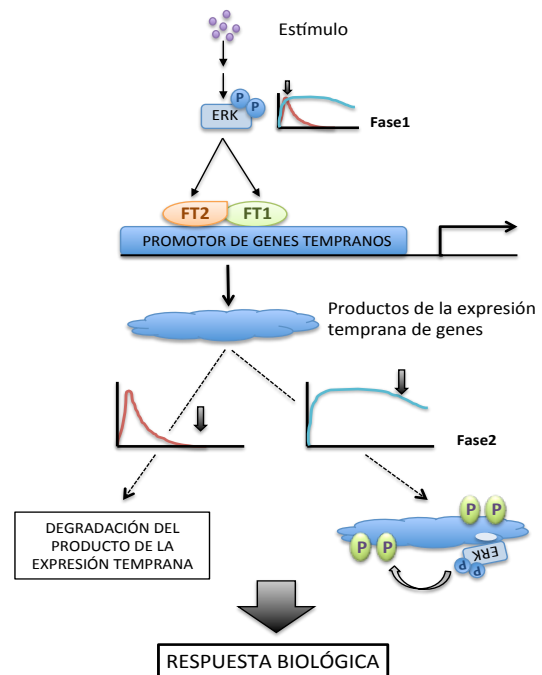 Estímulo
P
P
ERK
Fase1
FT2
FT1
PROMOTOR DE GENES TEMPRANOS
Productos de la expresión
temprana de genes
Fase2
DEGRADACIÓN DEL
PRODUCTO DE LA
EXPRESIÓN TEMPRANA
P
P
P
P
ERK
P
P
RESPUESTA BIOLÓGICA